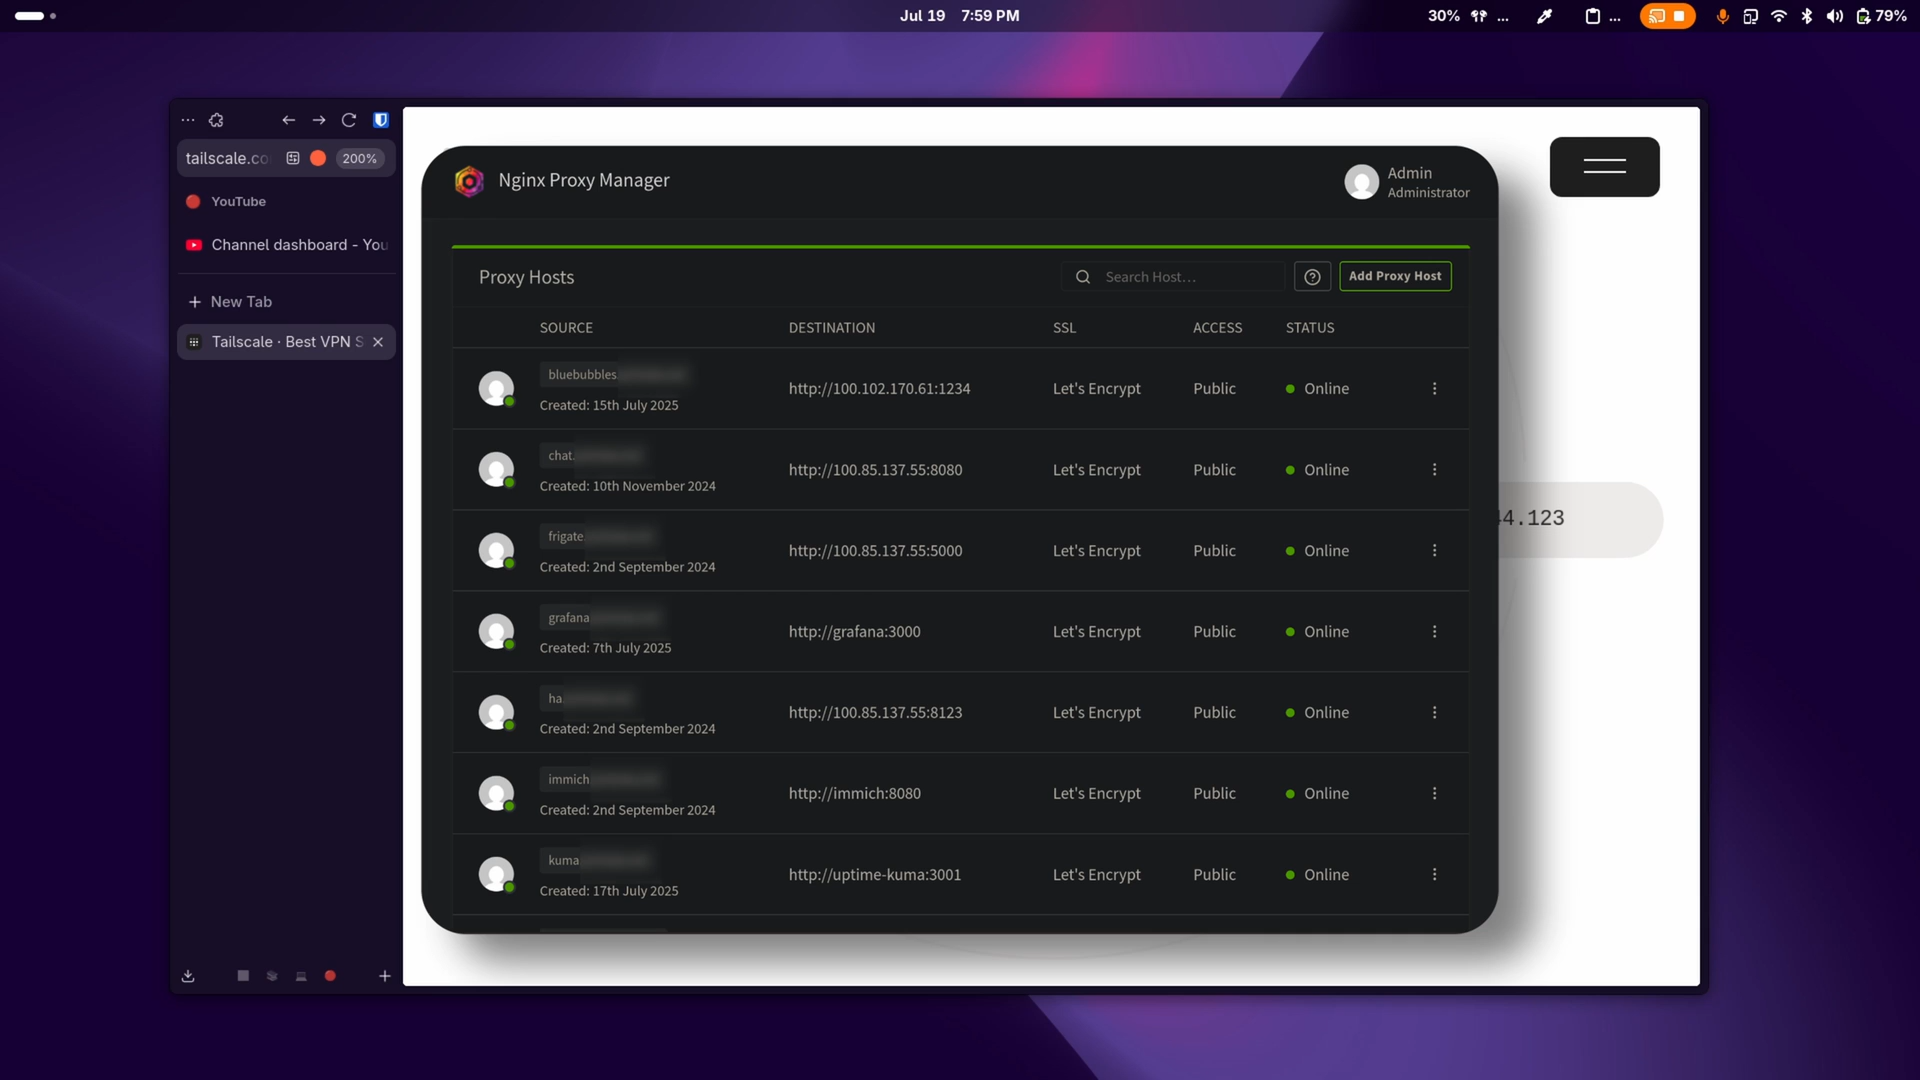 Jul 19 7:59 PM
30% ... ... 79%
tailscale.co 200%
YouTube
Channel dashboard - You
New Tab
Tailscale · Best VPN S
Nginx Proxy Manager
Admin
Administrator
Proxy Hosts
Search Host…
Add Proxy Host
SOURCE DESTINATION SSL ACCESS STATUS
bluebubbles.
Created: 15th July 2025
http://100.102.170.61:1234 Let's Encrypt Public Online
chat.
Created: 10th November 2024
http://100.85.137.55:8080 Let's Encrypt Public Online
frigate.
Created: 2nd September 2024
http://100.85.137.55:5000 Let's Encrypt Public Online
grafana
Created: 7th July 2025
http://grafana:3000 Let's Encrypt Public Online
ha
Created: 2nd September 2024
http://100.85.137.55:8123 Let's Encrypt Public Online
immich
Created: 2nd September 2024
http://immich:8080 Let's Encrypt Public Online
kuma
Created: 17th July 2025
http://uptime-kuma:3001 Let's Encrypt Public Online
4.123